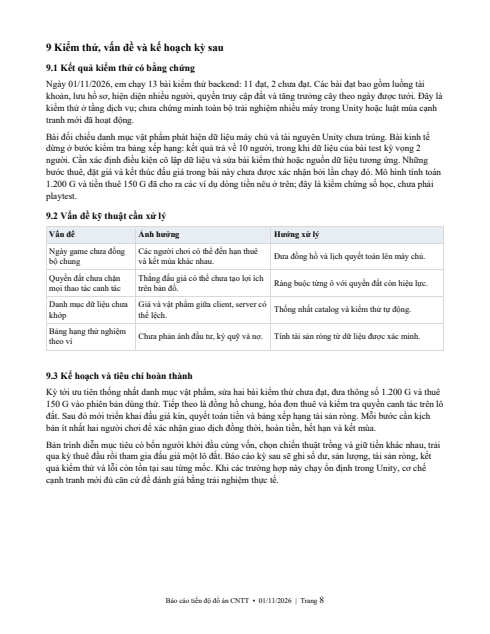 9 Kiểm thử, vấn đề và kế hoạch kỳ sau
9.1 Kết quả kiểm thử có bằng chứng
Ngày 01/11/2026, em chạy 13 bài kiểm thử backend: 11 đạt, 2 chưa đạt. Các bài đạt bao gồm luồng tài
khoản, lưu hồ sơ, hiện diện nhiều người, quyền truy cập đất và tăng trưởng cây theo ngày được tưới. Đây là
kiểm thử ở tầng dịch vụ; chưa chứng minh toàn bộ trải nghiệm nhiều máy trong Unity hoặc luật mùa cạnh
tranh mới đã hoạt động.
Bài đối chiếu danh mục vật phẩm phát hiện dữ liệu máy chủ và tài nguyên Unity chưa trùng. Bài kinh tế
dừng ở bước kiểm tra bảng xếp hạng: kết quả trả về 10 người, trong khi dữ liệu của bài test kỳ vọng 2
người. Cần xác định điều kiện cô lập dữ liệu và sửa bài kiểm thử hoặc nguồn dữ liệu tương ứng. Những
bước thuê, đặt giá và kết thúc đấu giá trong bài này chưa được xác nhận bởi lần chạy đó. Mô hình tính toán
1.200 G và tiền thuê 150 G đã cho ra các ví dụ dòng tiền nêu ở trên; đây là kiểm chứng số học, chưa phải
playtest.
9.2 Vấn đề kỹ thuật cần xử lý
Vấn đề Ảnh hưởng Hướng xử lý
Ngày game chưa đồng bộ chung Các người chơi có thể đến hạn thuê và kết mùa khác nhau. Đưa đồng hồ và lịch quyết toán lên máy chủ.
Quyền đất chưa chặn mọi thao tác canh tác Thắng đấu giá có thể chưa tạo lợi ích trên bản đồ. Ràng buộc từng ô với quyền đất còn hiệu lực.
Danh mục dữ liệu chưa khớp Giá và vật phẩm giữa client, server có thể lệch. Thống nhất catalog và kiểm thử tự động.
Bảng hạng thử nghiệm theo ví Chưa phản ánh đầu tư, ký quỹ và nợ. Tính tài sản ròng từ dữ liệu được xác minh.
9.3 Kế hoạch và tiêu chí hoàn thành
Kỳ tới ưu tiên thống nhất danh mục vật phẩm, sửa hai bài kiểm thử chưa đạt, đưa thông số 1.200 G và thuê
150 G vào phiên bản dùng thử. Tiếp theo là đồng hồ chung, hóa đơn thuê và kiểm tra quyền canh tác trên lô
đất. Sau đó mới triển khai đấu giá kín, quyết toán tiền và bảng xếp hạng tài sản ròng. Mỗi bước cần kịch
bản ít nhất hai người chơi để xác nhận giao dịch đồng thời, hoàn tiền, hết hạn và kết mùa.
Bản trình diễn mục tiêu có bốn người khởi đầu cùng vốn, chọn chiến thuật trồng và giữ tiền khác nhau, trải
qua kỳ thuê đầu rồi tham gia đấu giá một lô đất. Báo cáo kỳ sau sẽ ghi số dư, sản lượng, tài sản ròng, kết
quả kiểm thử và lỗi còn tồn tại sau từng mốc. Khi các trường hợp này chạy ổn định trong Unity, cơ chế
cạnh tranh mới đủ căn cứ để đánh giá bằng trải nghiệm thực tế.
Báo cáo tiến độ đồ án CNTT • 01/11/2026 | Trang 8